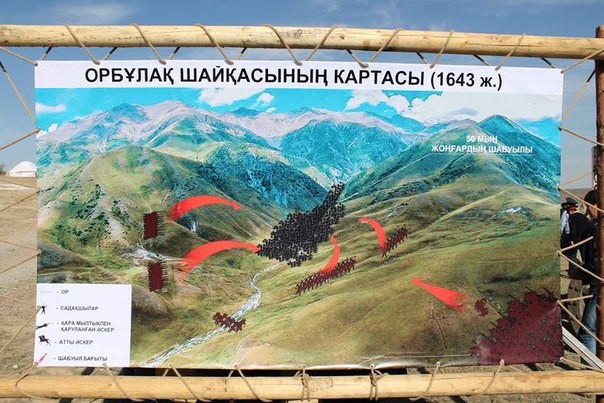 ОРБҰЛАҚ ШАЙҚАСЫНЫҢ КАРТАСЫ (1643 ж.)
50 МЫҢ
ЖОҢҒАРДЫҢ ШАБУЫЛЫ
- ОР
- САДАҚШЫЛАР
- ҚАРА МЫЛТЫҚПЕН
ҚАРУЛАНҒАН ӘСКЕР
- АТТЫ ӘСКЕР
- ШАБУЫЛ БАҒЫТЫ